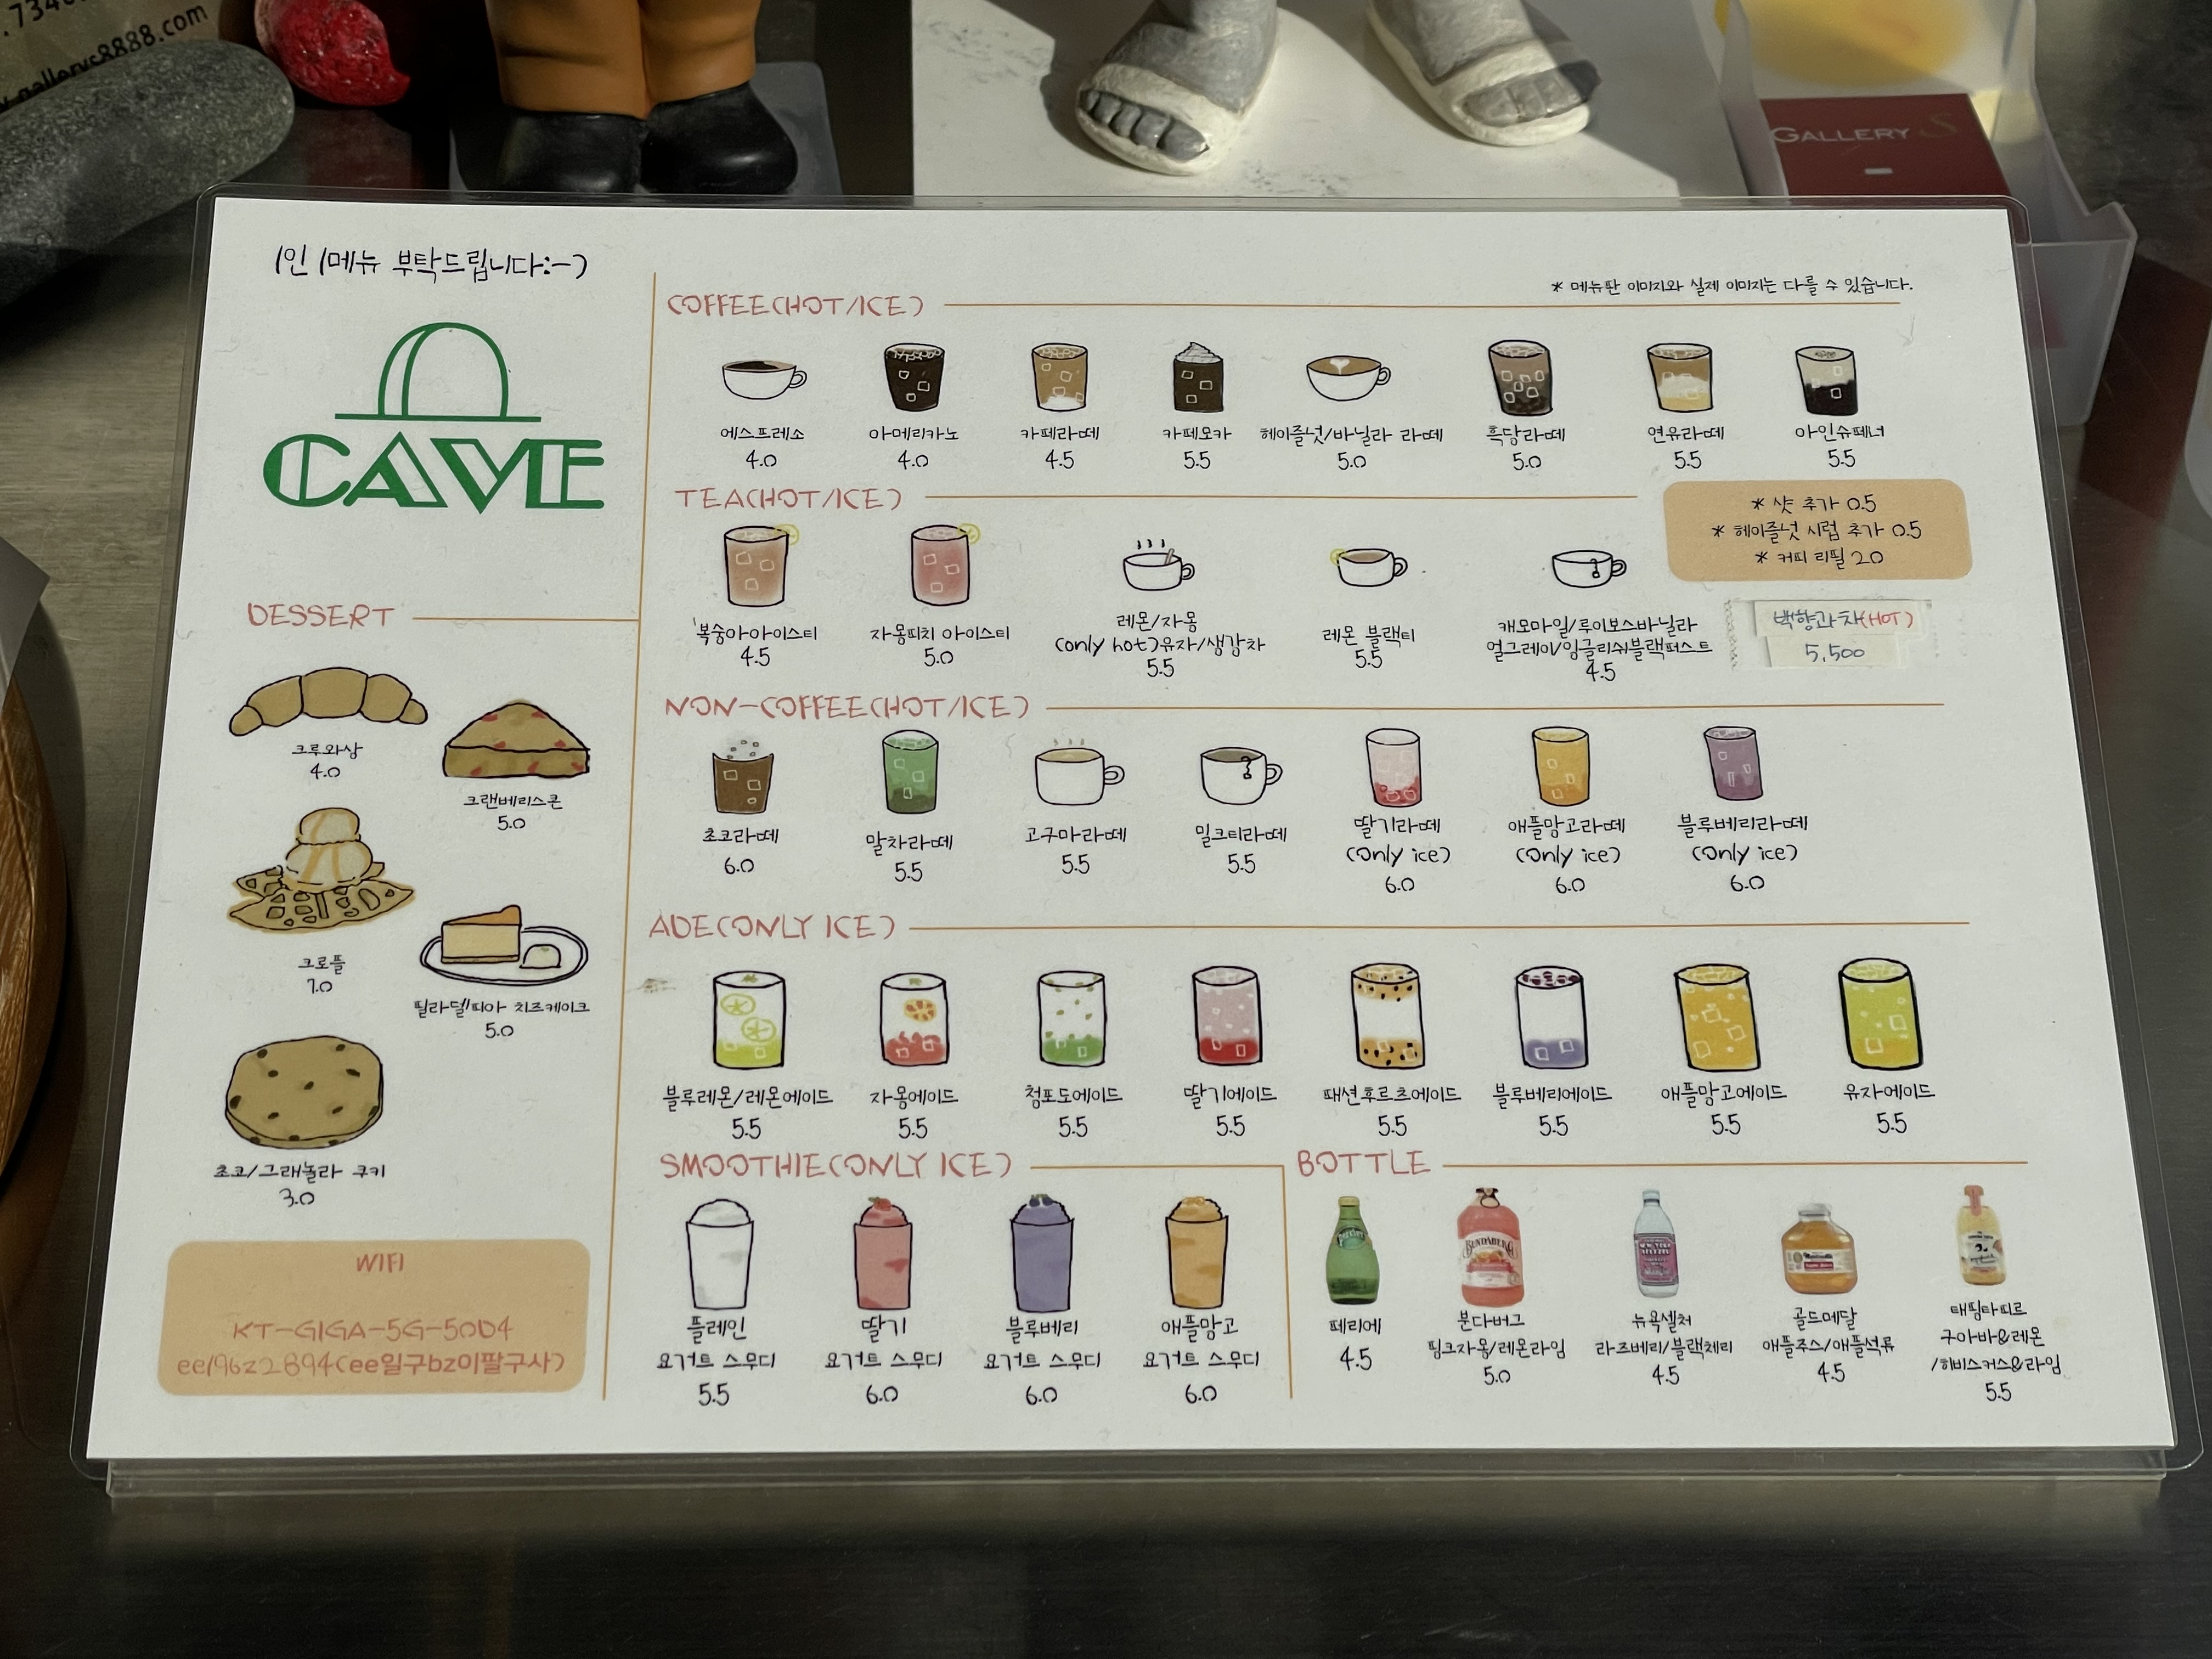 .734
gallerys8888.com
GALLERY S
1인 1메뉴 부탁드립니다:-)
CAVE
DESSERT
크루와상
4.0
크랜베리스콘
5.0
크로플
7.0
필라델피아 치즈케이크
5.0
초코/그래놀라 쿠키
3.0
WIFI
KT-GIGA-5G-50D4
ee196z2894(ee일구bz이팔구사)
* 메뉴판 이미지와 실제 이미지는 다를 수 있습니다.
COFFEE(HOT/ICE)
에스프레소 아메리카노 카페라떼 카페모카 헤이즐넛/바닐라 라떼 흑당라떼 연유라떼 아인슈페너
4.0 4.0 4.5 5.5 5.0 5.0 5.5 5.5
TEA(HOT/ICE)
* 샷 추가 0.5
* 헤이즐넛 시럽 추가 0.5
* 커피 리필 2.0
복숭아아이스티
4.5
자몽피치 아이스티
5.0
레몬/자몽
(only hot)유자/생강차
5.5
레몬 블랙티
5.5
캐모마일/루이보스바닐라
얼그레이/잉글리쉬블랙퍼스트
4.5
백향과차(HOT)
5,500
NON-COFFEE(HOT/ICE)
초코라떼
6.0
말차라떼
5.5
고구마라떼
5.5
밀크티라떼
5.5
딸기라떼
(only ice)
6.0
애플망고라떼
(only ice)
6.0
블루베리라떼
(only ice)
6.0
ADE(ONLY ICE)
블루레몬/레몬에이드 자몽에이드 청포도에이드 딸기에이드 패션후르츠에이드 블루베리에이드 애플망고에이드 유자에이드
5.5 5.5 5.5 5.5 5.5 5.5 5.5 5.5
SMOOTHIE(ONLY ICE)
플레인
요거트 스무디
5.5
딸기
요거트 스무디
6.0
블루베리
요거트 스무디
6.0
애플망고
요거트 스무디
6.0
BOTTLE
perrier
BUNDABERG
페리에
4.5
분다버그
핑크자몽/레몬라임
5.0
뉴욕셀처
라즈베리/블랙체리
4.5
골드메달
애플주스/애플석류
4.5
태핑타피르
구아바&레몬
/히비스커스&라임
5.5